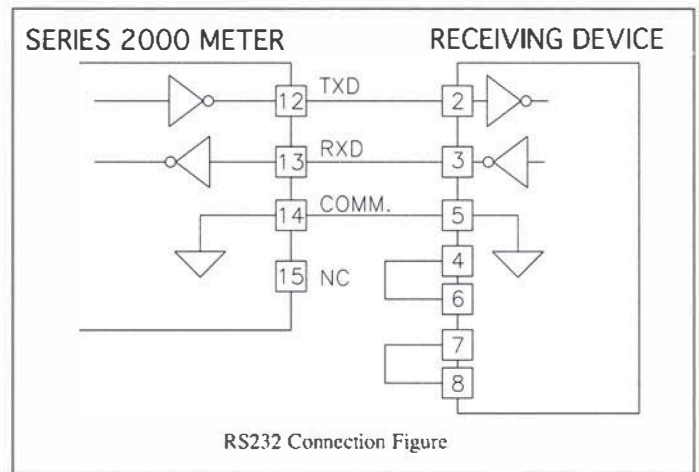 SERIES 2000 METER RECEIVING DEVICE
12 TXD 2
13 RXD 3
14 COMM. 5
15 NC 4
6
7
8
RS232 Connection Figure